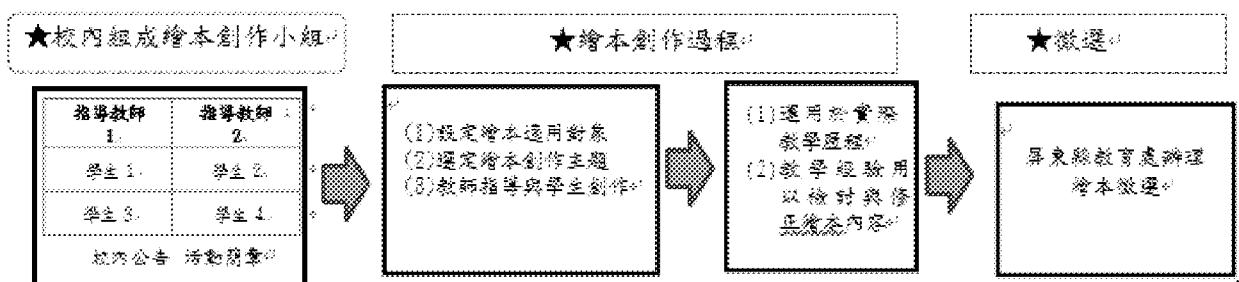 ★校內組成繪本創作小組
★繪本創作過程
★徵選
指導教師 指導教師
1. 2.
學生 1. 學生 2.
學生 3. 學生 4.
校內公告 活動簡章
(1)設定繪本適用對象
(2)選定繪本創作主題
(3)教師指導與學生創作
(1)運用於實際
教學歷程
(2)教學經驗用
以檢討與修
正繪本內容
屏東縣教育處辦理
繪本徵選